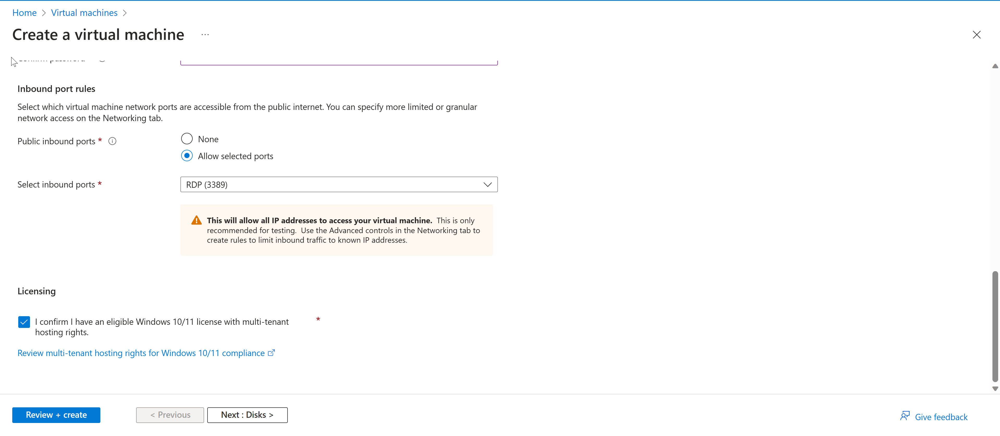 Home > Virtual machines >
Create a virtual machine ...
Confirm password
Inbound port rules
Select which virtual machine network ports are accessible from the public internet. You can specify more limited or granular
network access on the Networking tab.
Public inbound ports *
None
Allow selected ports
Select inbound ports *
RDP (3389)
This will allow all IP addresses to access your virtual machine. This is only
recommended for testing. Use the Advanced controls in the Networking tab to
create rules to limit inbound traffic to known IP addresses.
Licensing
I confirm I have an eligible Windows 10/11 license with multi-tenant *
hosting rights.
Review multi-tenant hosting rights for Windows 10/11 compliance
Review + create
< Previous
Next : Disks >
Give feedback